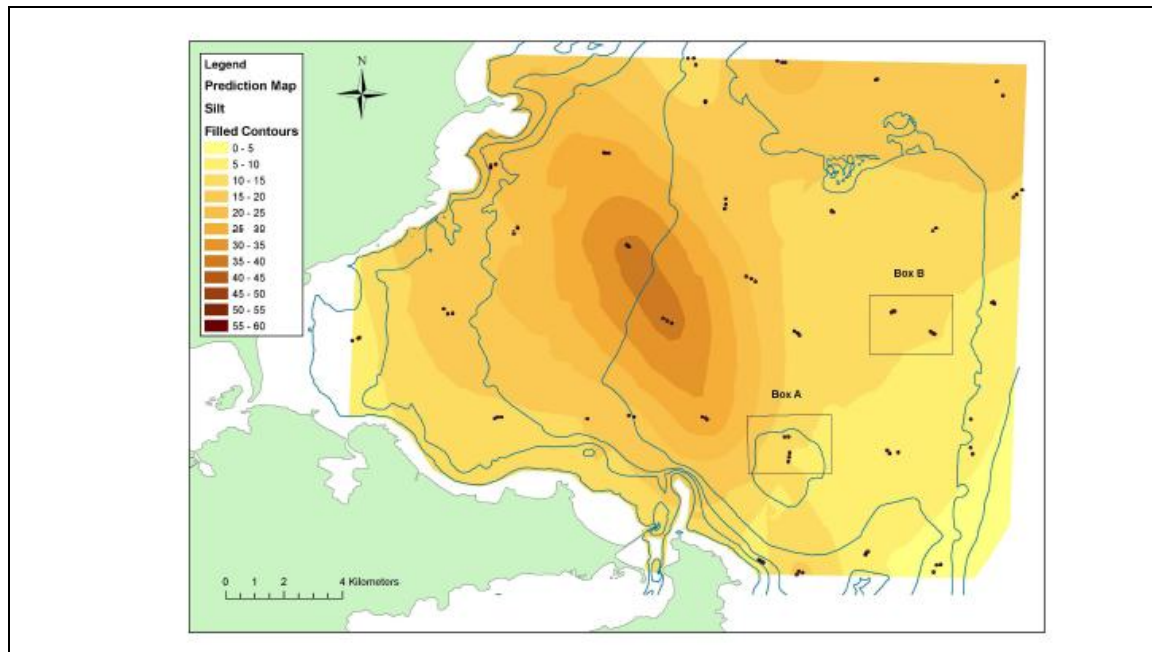 Legend
Prediction Map
Silt
Filled Contours
0 - 5
5 - 10
10 - 15
15 - 20
20 - 25
25 - 30
30 - 35
35 - 40
40 - 45
45 - 50
50 - 55
55 - 60
N
Box B
Box A
0 1 2 4 Kilometers